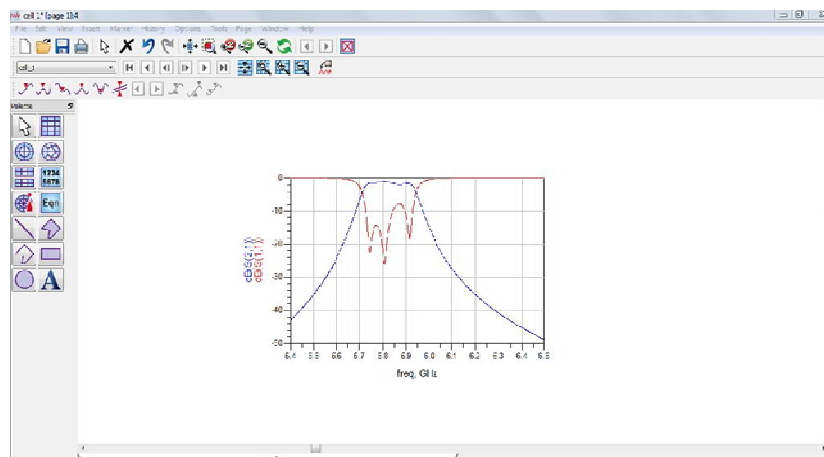 cell 1* [page 184
File Edit View Insert Marker History Options Tools Page Window Help
cell_1
Palette
1234
5678
Eqn
A
0
-10
-20
-30
-40
-50
dB(S(2,1))
dB(S(1,1))
5.4 5.5 5.6 5.7 5.8 5.9 6.0 6.1 6.2 6.3 6.4 6.5
freq, GHz